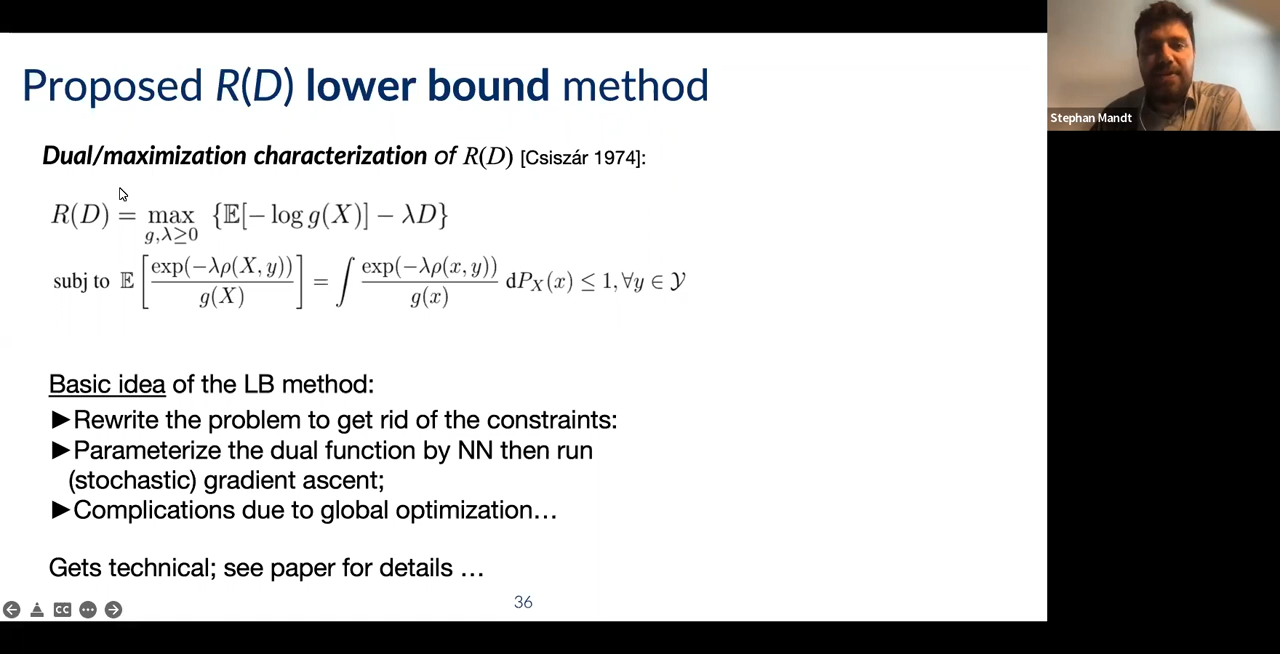 Proposed R(D) lower bound method
Stephan Mandt
Dual/maximization characterization of R(D) [Csiszár 1974]:
R(D) = max {𝔼[− log g(X)] − λD}
g,λ≥0
subj to 𝔼 [exp(−λρ(X, y)) / g(X)] = ∫ exp(−λρ(x, y)) / g(x) dP_X(x) ≤ 1, ∀y ∈ 𝒴
Basic idea of the LB method:
►Rewrite the problem to get rid of the constraints:
►Parameterize the dual function by NN then run
(stochastic) gradient ascent;
►Complications due to global optimization…
Gets technical; see paper for details …
36
CC